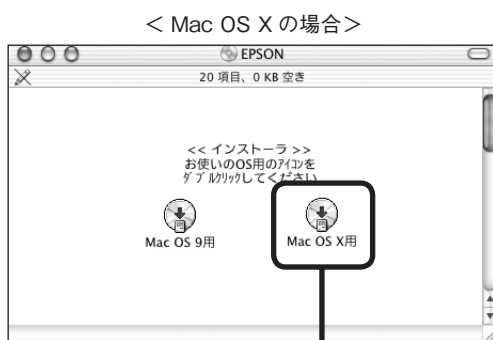 ＜ Mac OS X の場合＞
EPSON
20 項目、0 KB 空き
<< インストーラ >>
お使いのOS用のｱｲｺﾝを
ﾀﾞﾌﾞﾙｸﾘｯｸしてください
Mac OS 9用
Mac OS X用